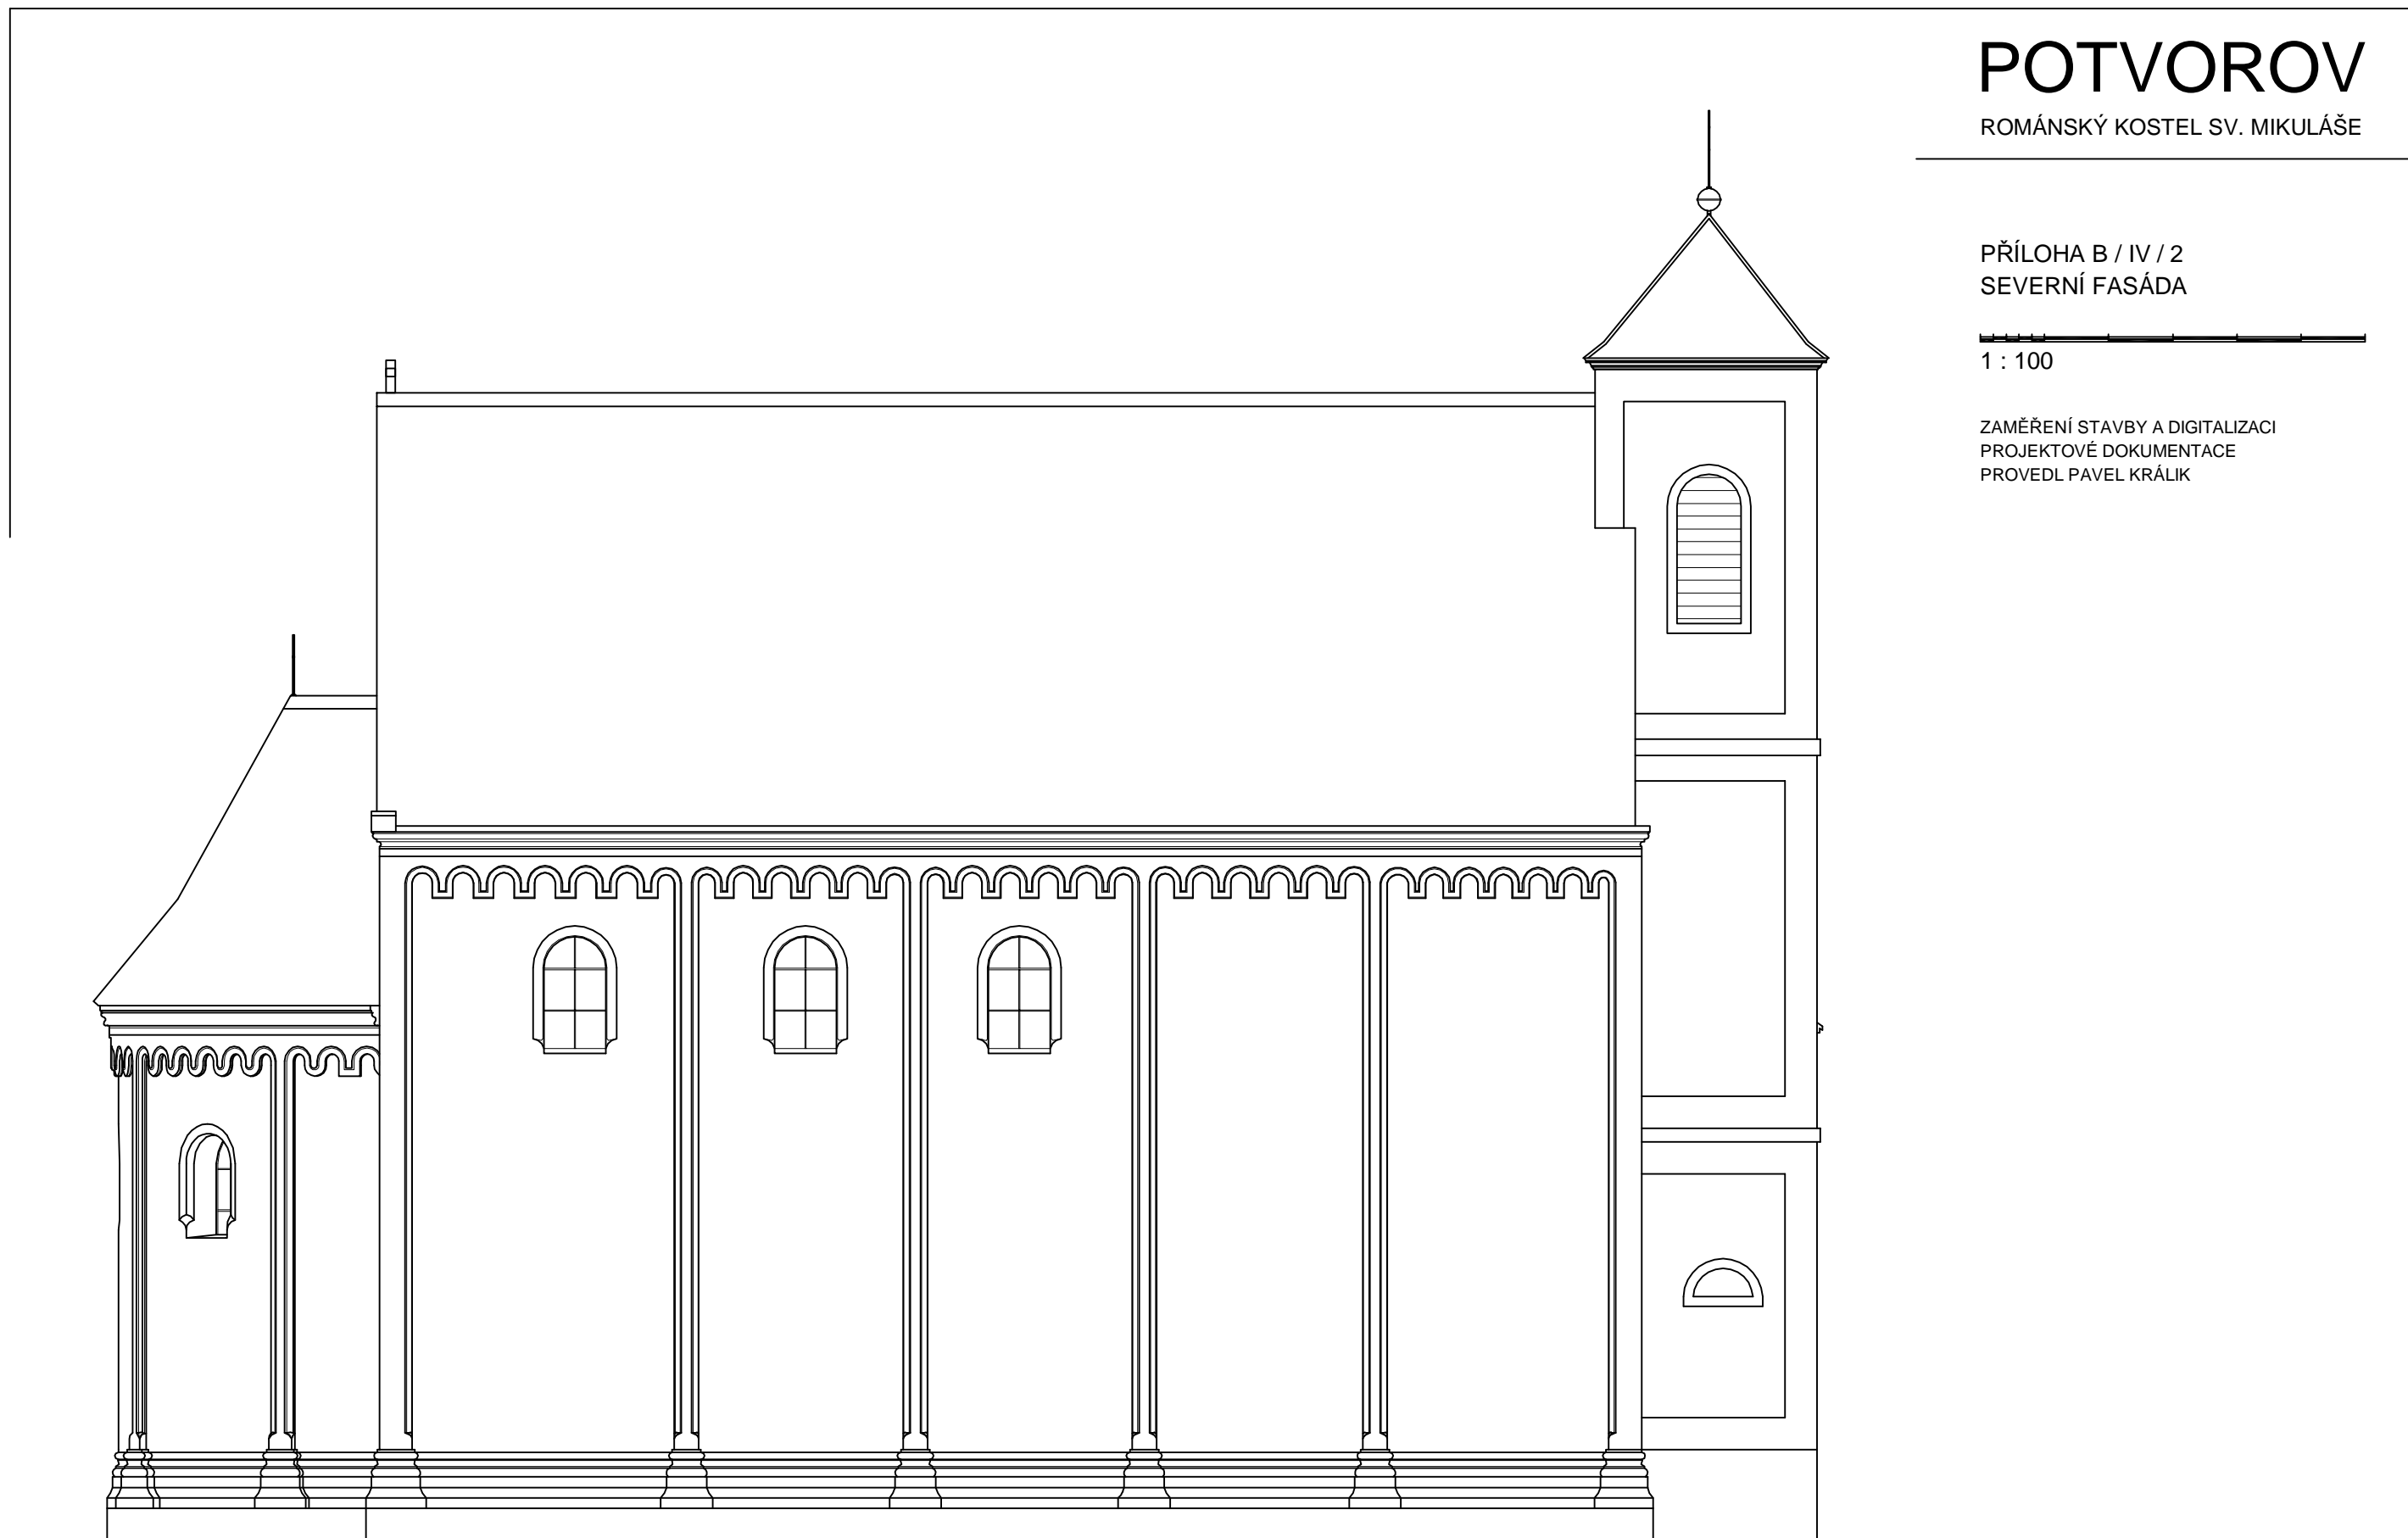 POTVOROV
ROMÁNSKÝ KOSTEL SV. MIKULÁŠE
PŘÍLOHA B / IV / 2
SEVERNÍ FASÁDA
1 : 100
ZAMĚŘENÍ STAVBY A DIGITALIZACI
PROJEKTOVÉ DOKUMENTACE
PROVEDL PAVEL KRÁLIK